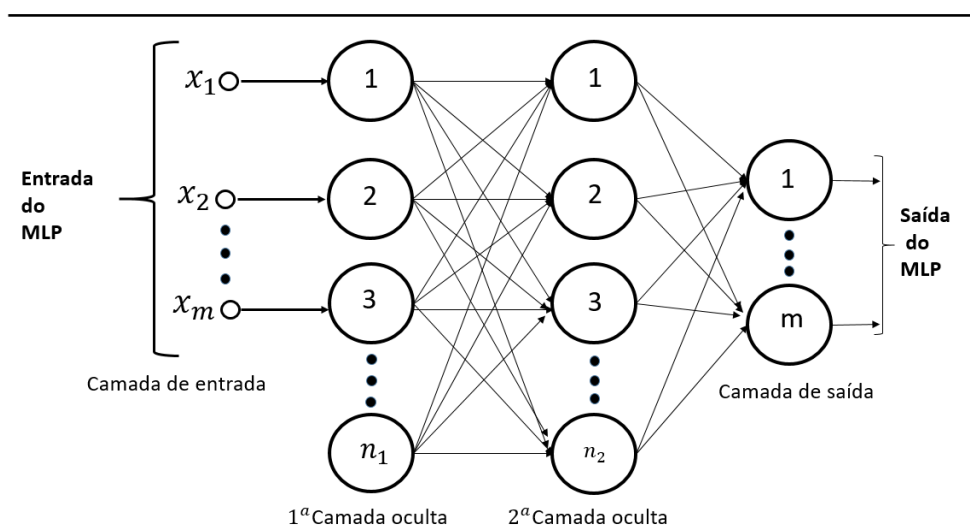 Entrada
do
MLP
x₁
x₂
xₘ
Camada de entrada
1
2
3
n₁
1ᵃ Camada oculta
1
2
3
n₂
2ᵃ Camada oculta
1
m
Camada de saída
Saída
do
MLP